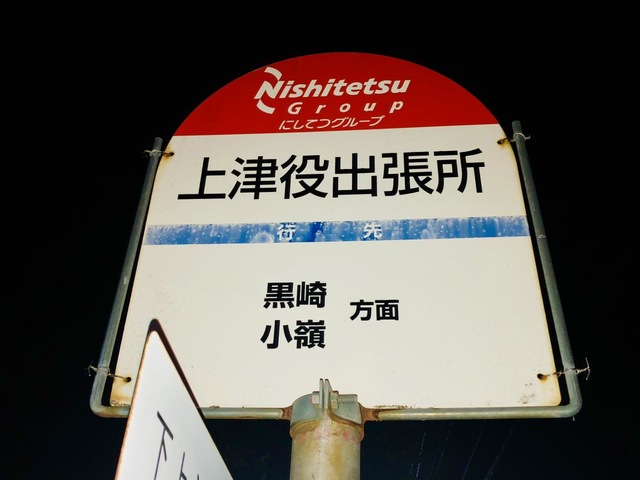 Nishitetsu
Group
にしてつグループ
上津役出張所
行 先
黒崎
小嶺
方面
下